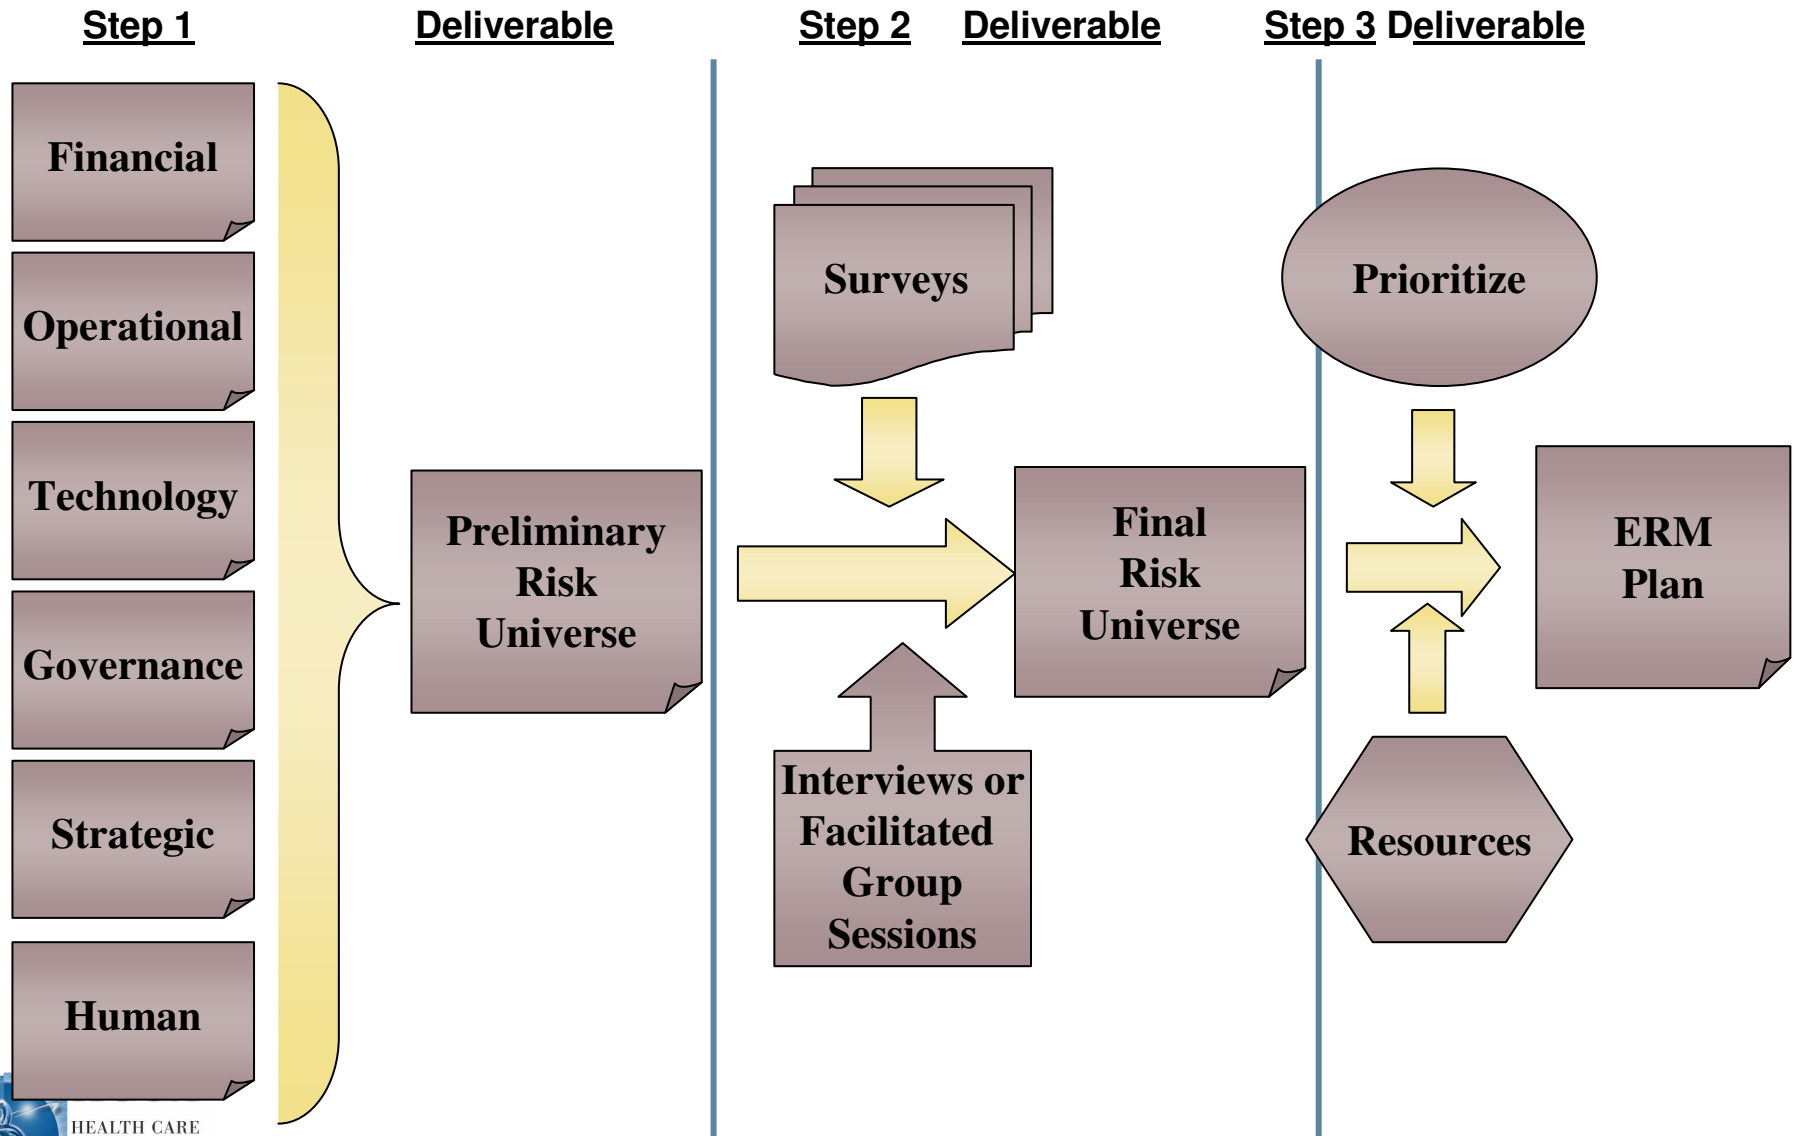 Step 1
Deliverable
Step 2
Deliverable
Step 3 Deliverable
Financial
Operational
Technology
Governance
Strategic
Human
Preliminary
Risk
Universe
Surveys
Interviews or
Facilitated
Group
Sessions
Final
Risk
Universe
Prioritize
Resources
ERM
Plan
HEALTH CARE